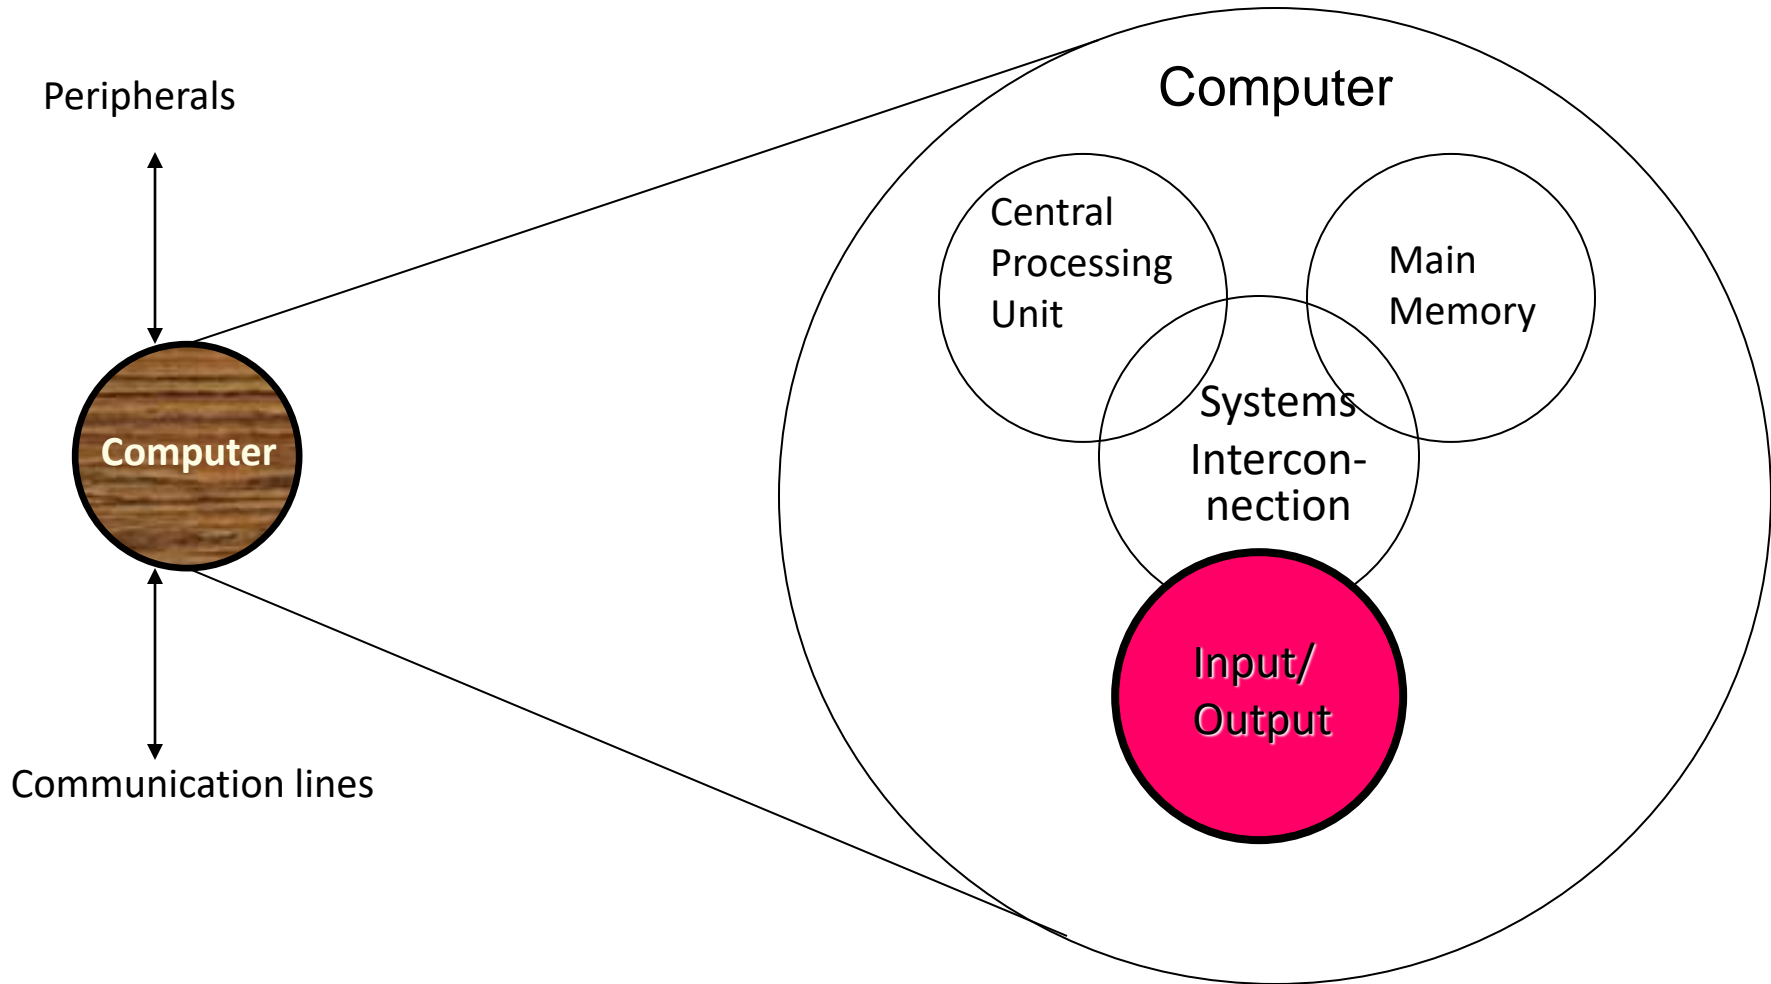 Peripherals
Computer
Communication lines
Computer
Central
Processing
Unit
Main
Memory
Systems
Intercon-
nection
Input/
Output